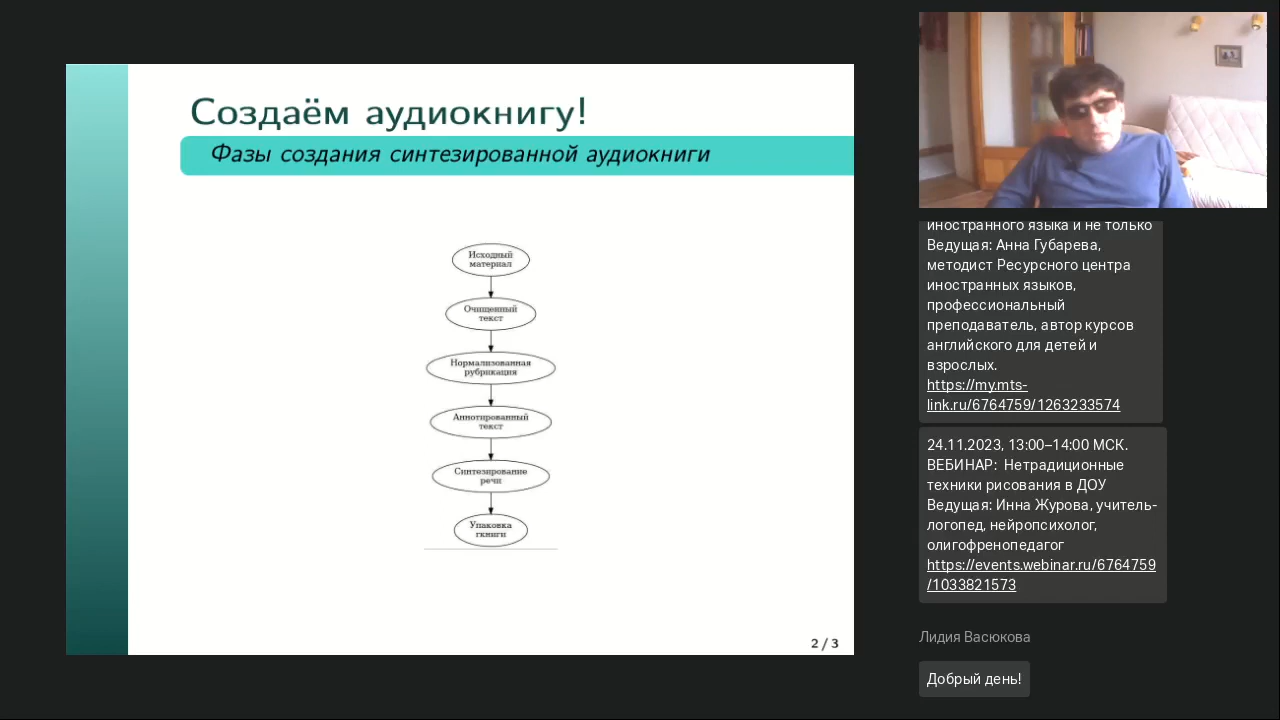 Создаём аудиокнигу!
Фазы создания синтезированной аудиокниги
Исходный
материал
Очищенный
текст
Нормализованная
рубрикация
Аннотированный
текст
Синтезирование
речи
Упаковка
гкниги
2 / 3
иностранного языка и не только
Ведущая: Анна Губарева,
методист Ресурсного центра
иностранных языков,
профессиональный
преподаватель, автор курсов
английского для детей и
взрослых.
https://my.mts-
link.ru/6764759/1263233574
24.11.2023, 13:00–14:00 МСК.
ВЕБИНАР: Нетрадиционные
техники рисования в ДОУ
Ведущая: Инна Журова, учитель-
логопед, нейропсихолог,
олигофренопедагог
https://events.webinar.ru/6764759
/1033821573
Лидия Васюкова
Добрый день!